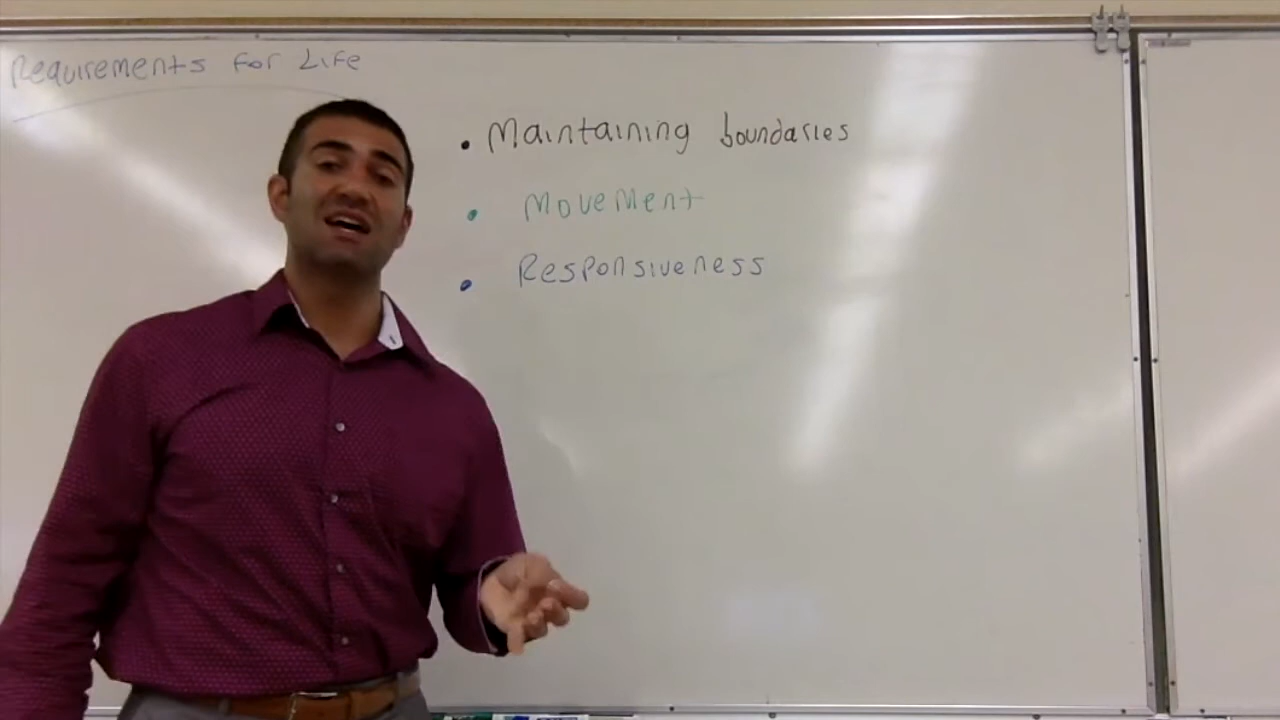 Requirements for Life
• Maintaining boundaries
• Movement
• Responsiveness